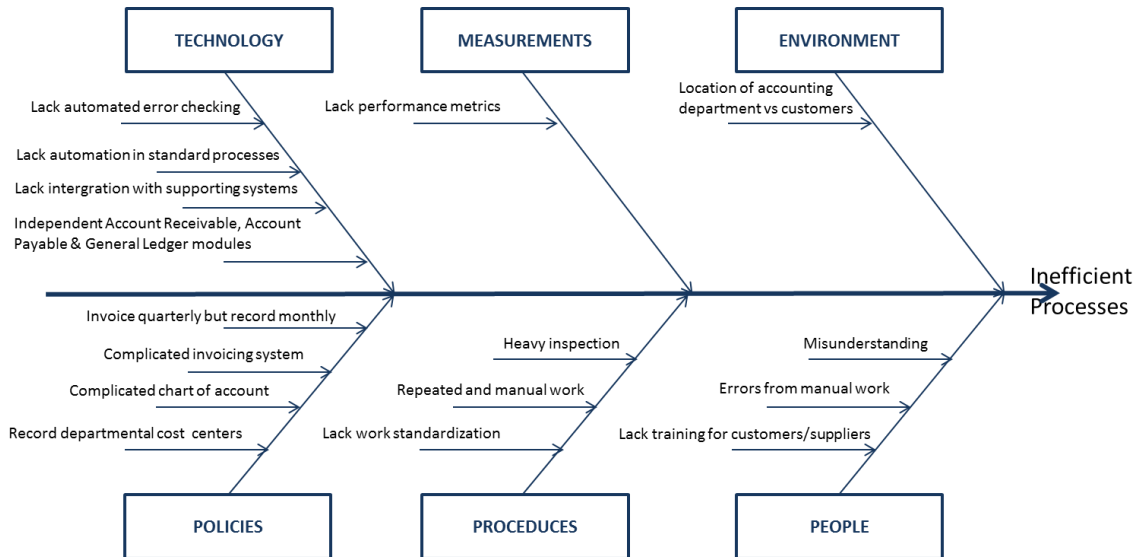 TECHNOLOGY
MEASUREMENTS
ENVIRONMENT
Lack automated error checking
Lack automation in standard processes
Lack intergration with supporting systems
Independent Account Receivable, Account
Payable & General Ledger modules
Lack performance metrics
Location of accounting
department vs customers
Inefficient
Processes
Invoice quarterly but record monthly
Complicated invoicing system
Complicated chart of account
Record departmental cost centers
Heavy inspection
Repeated and manual work
Lack work standardization
Misunderstanding
Errors from manual work
Lack training for customers/suppliers
POLICIES
PROCEDUCES
PEOPLE